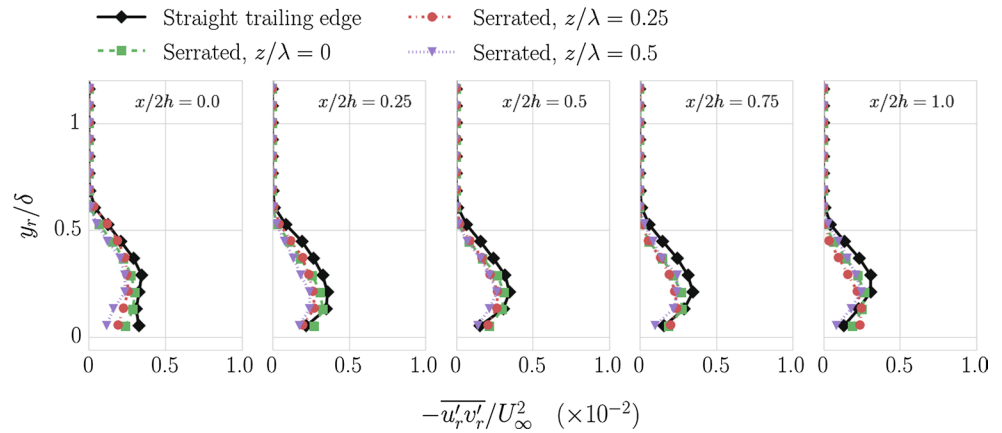 Straight trailing edge
Serrated, z/λ = 0.25
Serrated, z/λ = 0
Serrated, z/λ = 0.5
x/2h = 0.0
x/2h = 0.25
x/2h = 0.5
x/2h = 0.75
x/2h = 1.0
y_r/δ
1
0.5
0
0 0.5 1.0 0 0.5 1.0 0 0.5 1.0 0 0.5 1.0 0 0.5 1.0
−\overline{u′_r v′_r}/U²_∞ (×10⁻²)